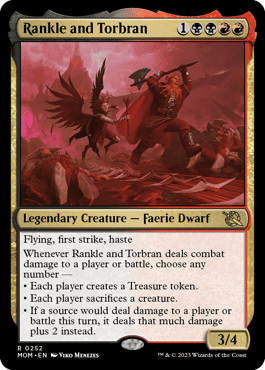 Rankle and Torbran 1
Legendary Creature — Faerie Dwarf
Flying, first strike, haste
Whenever Rankle and Torbran deals combat
damage to a player or battle, choose any
number —
• Each player creates a Treasure token.
• Each player sacrifices a creature.
• If a source would deal damage to a player or
battle this turn, it deals that much damage
plus 2 instead.
3/4
R 0252
MOM • EN Viko Menezes
™ & © 2023 Wizards of the Coast